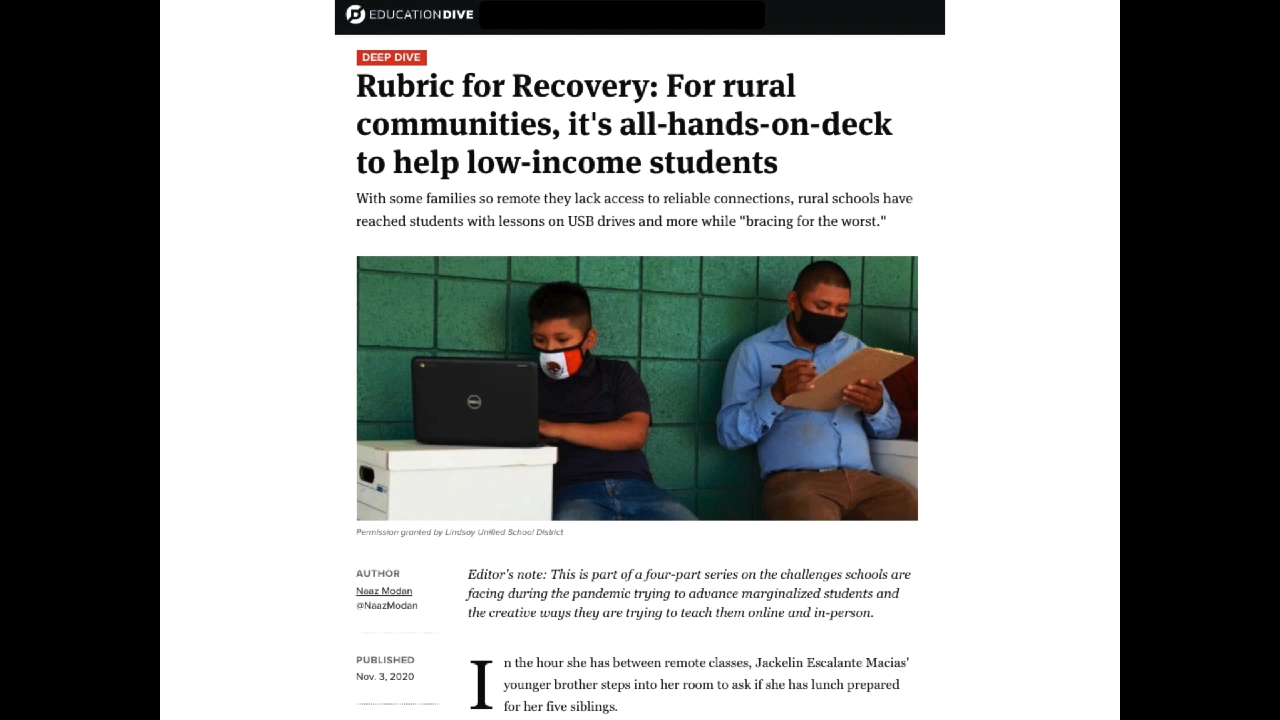 EDUCATIONDIVE
DEEP DIVE
Rubric for Recovery: For rural
communities, it's all-hands-on-deck
to help low-income students
With some families so remote they lack access to reliable connections, rural schools have
reached students with lessons on USB drives and more while "bracing for the worst."
DELL
Permission granted by Lindsay Unified School District
AUTHOR
Naaz Modan
@NaazModan
Editor's note: This is part of a four-part series on the challenges schools are
facing during the pandemic trying to advance marginalized students and
the creative ways they are trying to teach them online and in-person.
PUBLISHED
Nov. 3, 2020
In the hour she has between remote classes, Jackelin Escalante Macias'
younger brother steps into her room to ask if she has lunch prepared
for her five siblings.